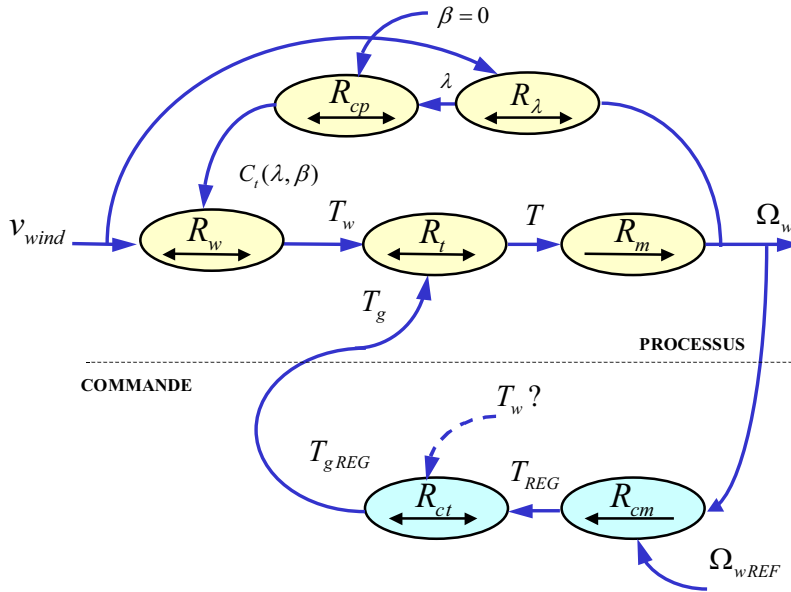 β = 0
R_cp
λ
R_λ
C_t(λ, β)
v_wind
R_w
T_w
R_t
T
R_m
Ω_w
T_g
PROCESSUS
COMMANDE
T_w ?
T_gREG
R_ct
T_REG
R_cm
Ω_wREF